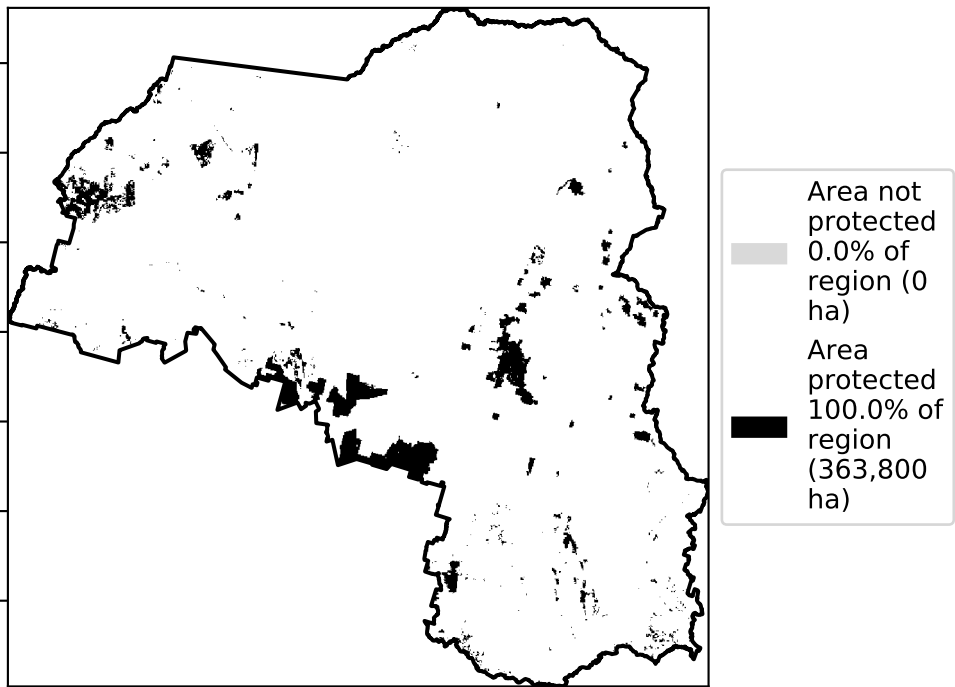 Area not
protected
0.0% of
region (0
ha)
Area
protected
100.0% of
region
(363,800
ha)